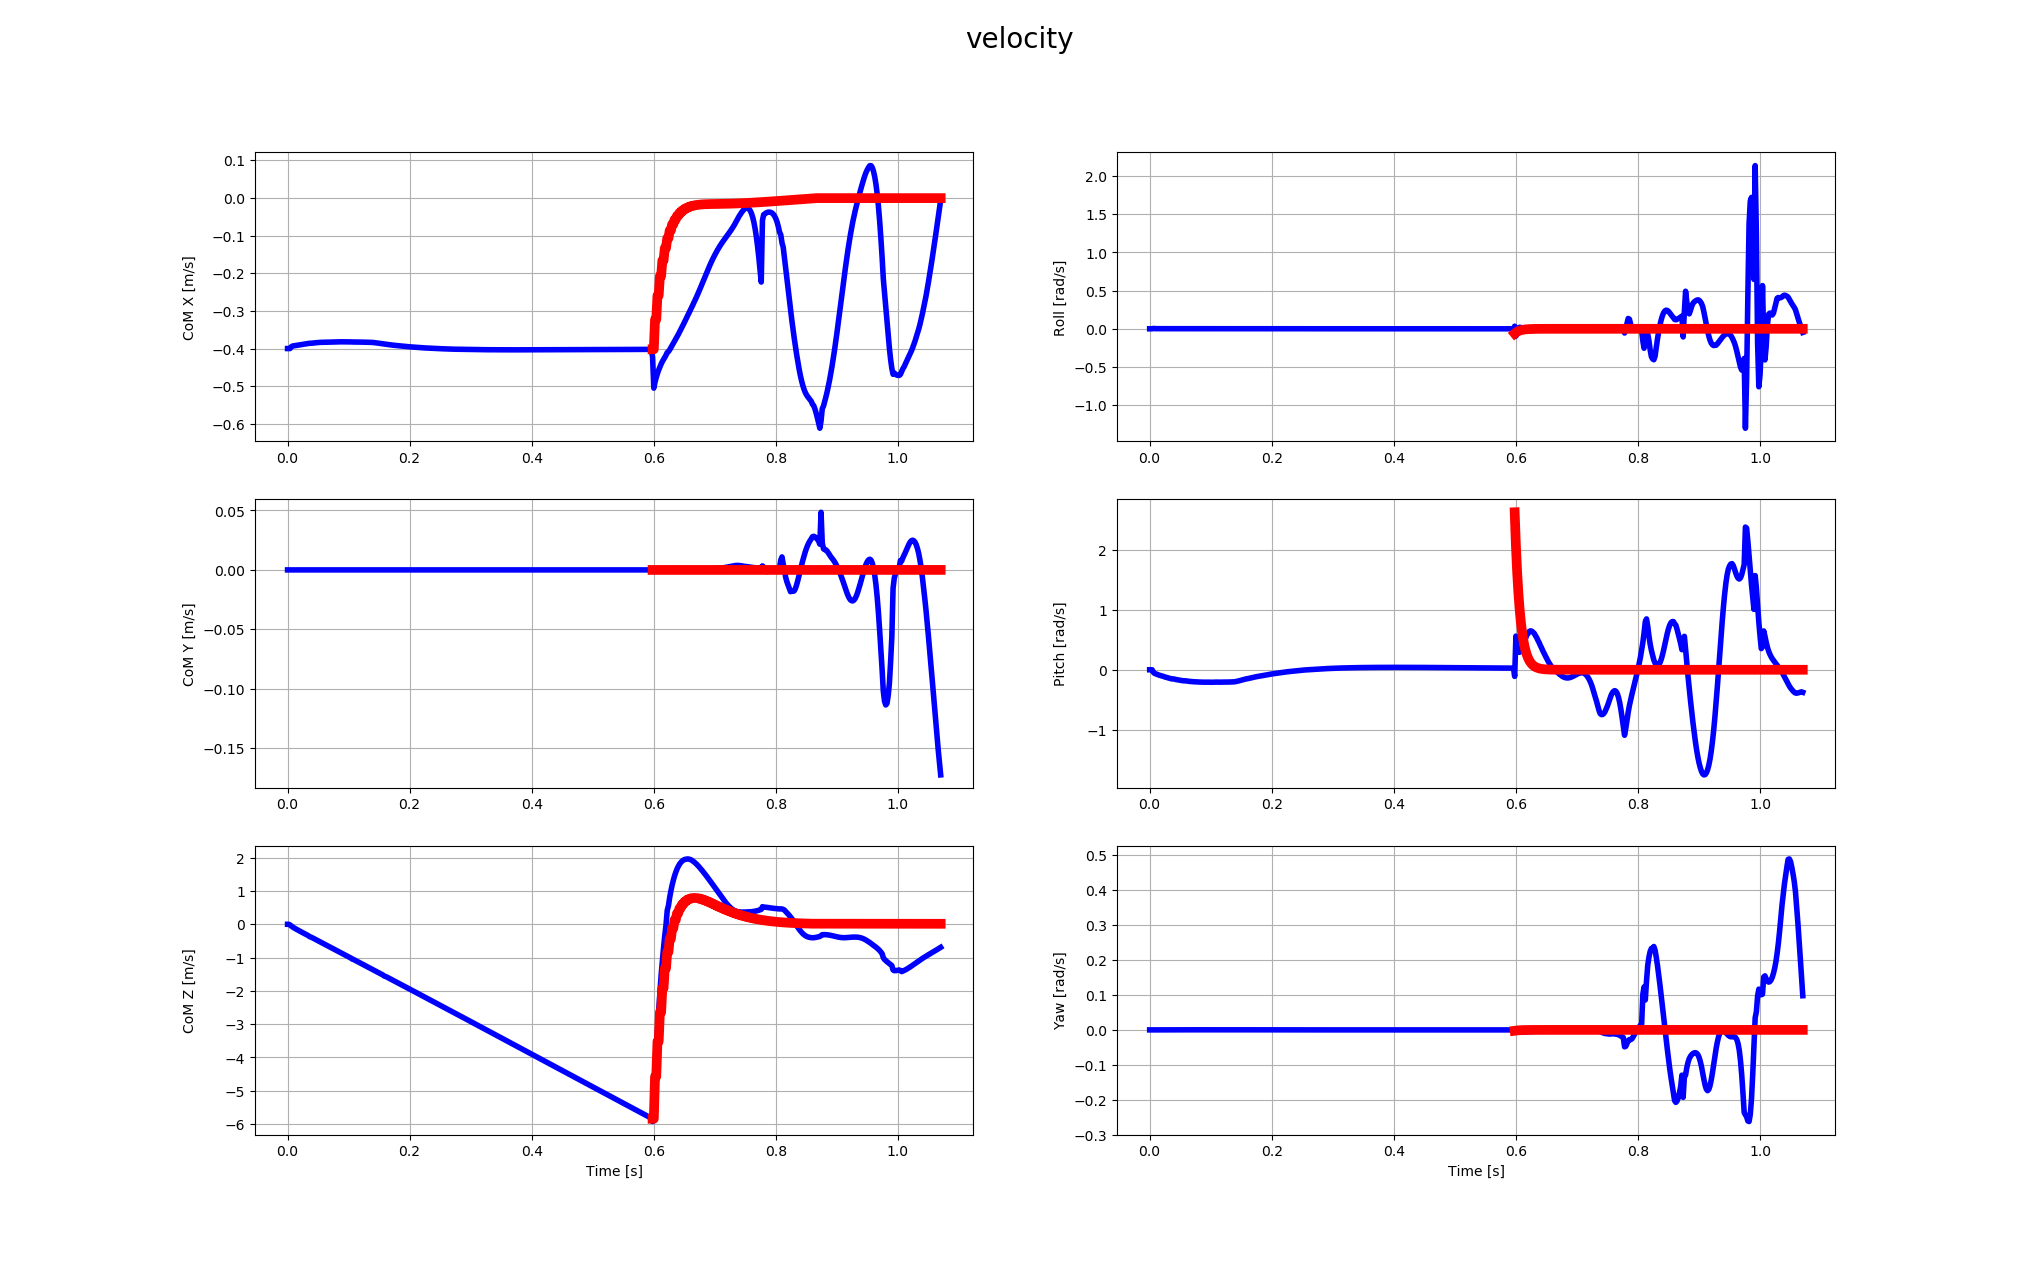 velocity
CoM X [m/s]
0.1
0.0
−0.1
−0.2
−0.3
−0.4
−0.5
−0.6
0.0 0.2 0.4 0.6 0.8 1.0
Roll [rad/s]
2.0
1.5
1.0
0.5
0.0
−0.5
−1.0
0.0 0.2 0.4 0.6 0.8 1.0
CoM Y [m/s]
0.05
0.00
−0.05
−0.10
−0.15
0.0 0.2 0.4 0.6 0.8 1.0
Pitch [rad/s]
2
1
0
−1
0.0 0.2 0.4 0.6 0.8 1.0
CoM Z [m/s]
2
1
0
−1
−2
−3
−4
−5
−6
0.0 0.2 0.4 0.6 0.8 1.0
Time [s]
Yaw [rad/s]
0.5
0.4
0.3
0.2
0.1
0.0
−0.1
−0.2
−0.3
0.0 0.2 0.4 0.6 0.8 1.0
Time [s]